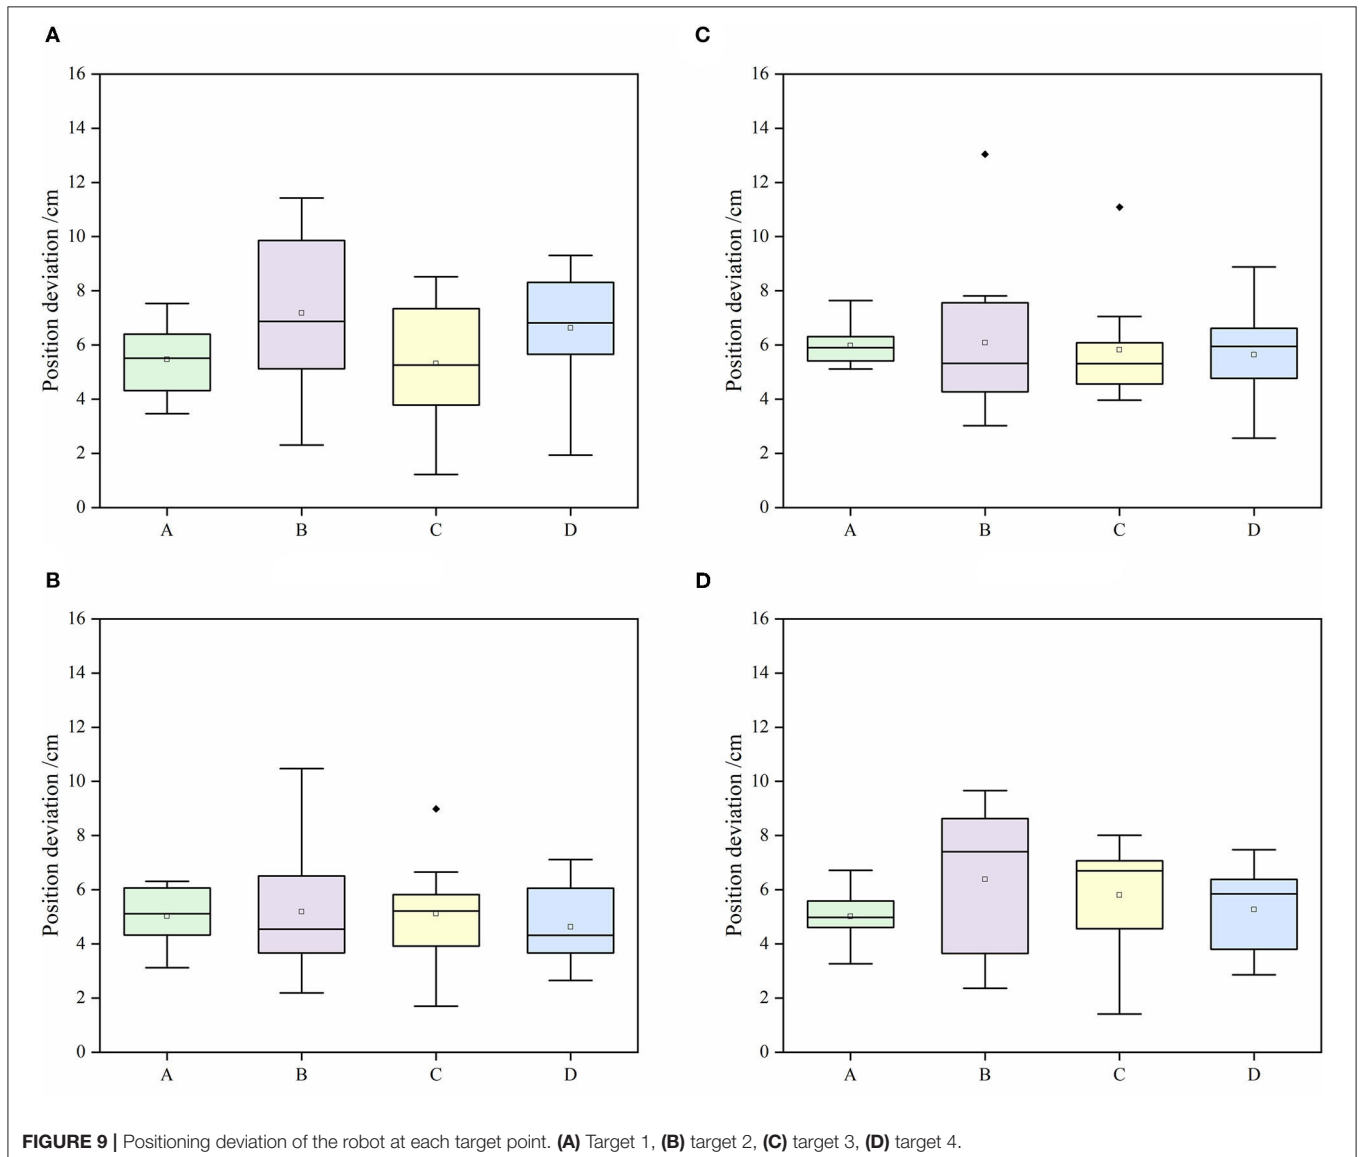 A
16
14
12
10
8
6
4
2
0
Position deviation /cm
A B C D
C
16
14
12
10
8
6
4
2
0
Position deviation /cm
A B C D
B
16
14
12
10
8
6
4
2
0
Position deviation /cm
A B C D
D
16
14
12
10
8
6
4
2
0
Position deviation /cm
A B C D
FIGURE 9 | Positioning deviation of the robot at each target point. (A) Target 1, (B) target 2, (C) target 3, (D) target 4.